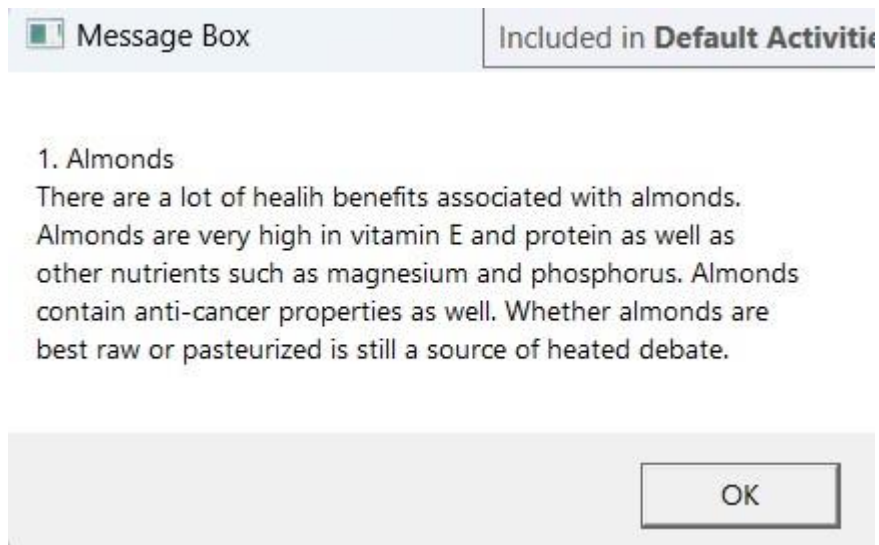 Message Box
Included in Default Activitie
1. Almonds
There are a lot of healih benefits associated with almonds.
Almonds are very high in vitamin E and protein as well as
other nutrients such as magnesium and phosphorus. Almonds
contain anti-cancer properties as well. Whether almonds are
best raw or pasteurized is still a source of heated debate.
OK